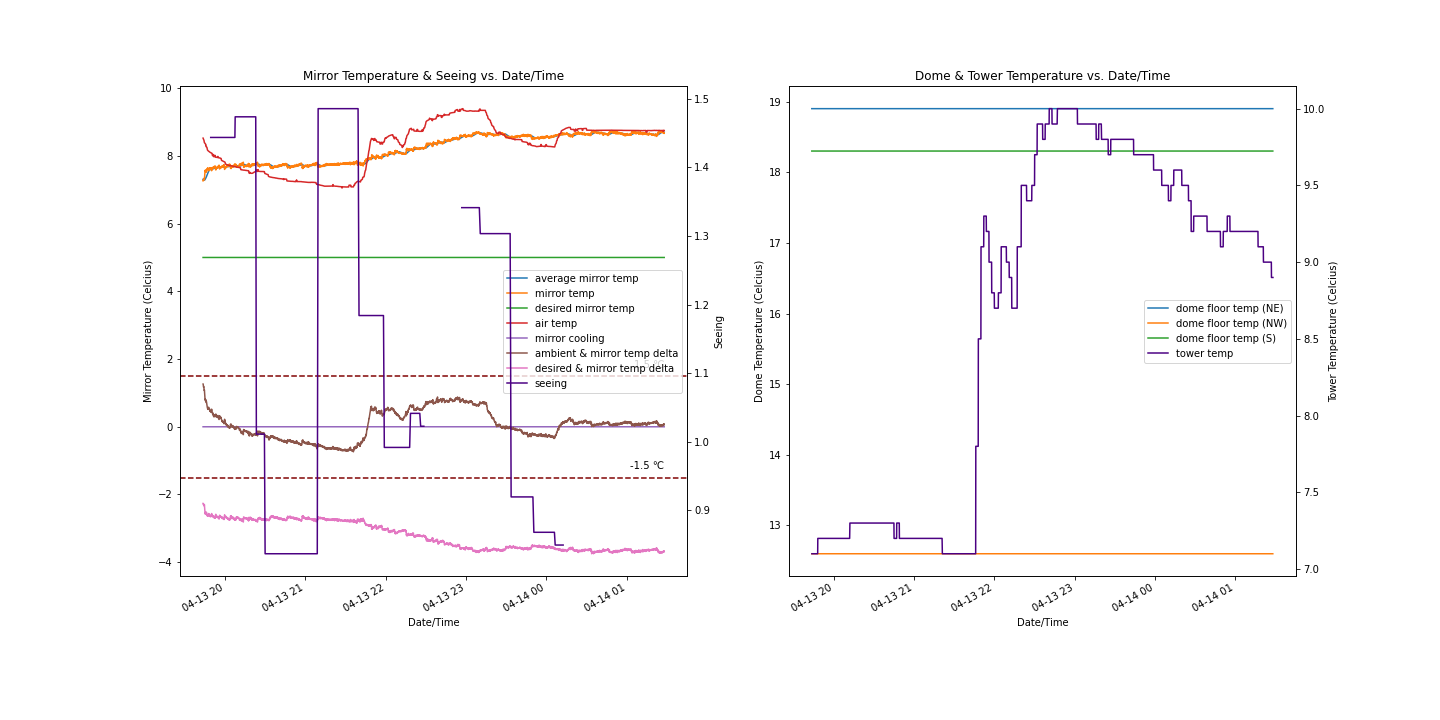 Mirror Temperature & Seeing vs. Date/Time
Mirror Temperature (Celcius)
10
8
6
4
2
0
−2
−4
1.5
1.4
1.3
1.2
1.1
1.0
0.9
Seeing
average mirror temp
mirror temp
desired mirror temp
air temp
mirror cooling
ambient & mirror temp delta
desired & mirror temp delta
seeing
1.5 °C
-1.5 °C
04-13 20
04-13 21
04-13 22
04-13 23
04-14 00
04-14 01
Date/Time
Dome & Tower Temperature vs. Date/Time
Dome Temperature (Celcius)
19
18
17
16
15
14
13
10.0
9.5
9.0
8.5
8.0
7.5
7.0
Tower Temperature (Celcius)
dome floor temp (NE)
dome floor temp (NW)
dome floor temp (S)
tower temp
04-13 20
04-13 21
04-13 22
04-13 23
04-14 00
04-14 01
Date/Time